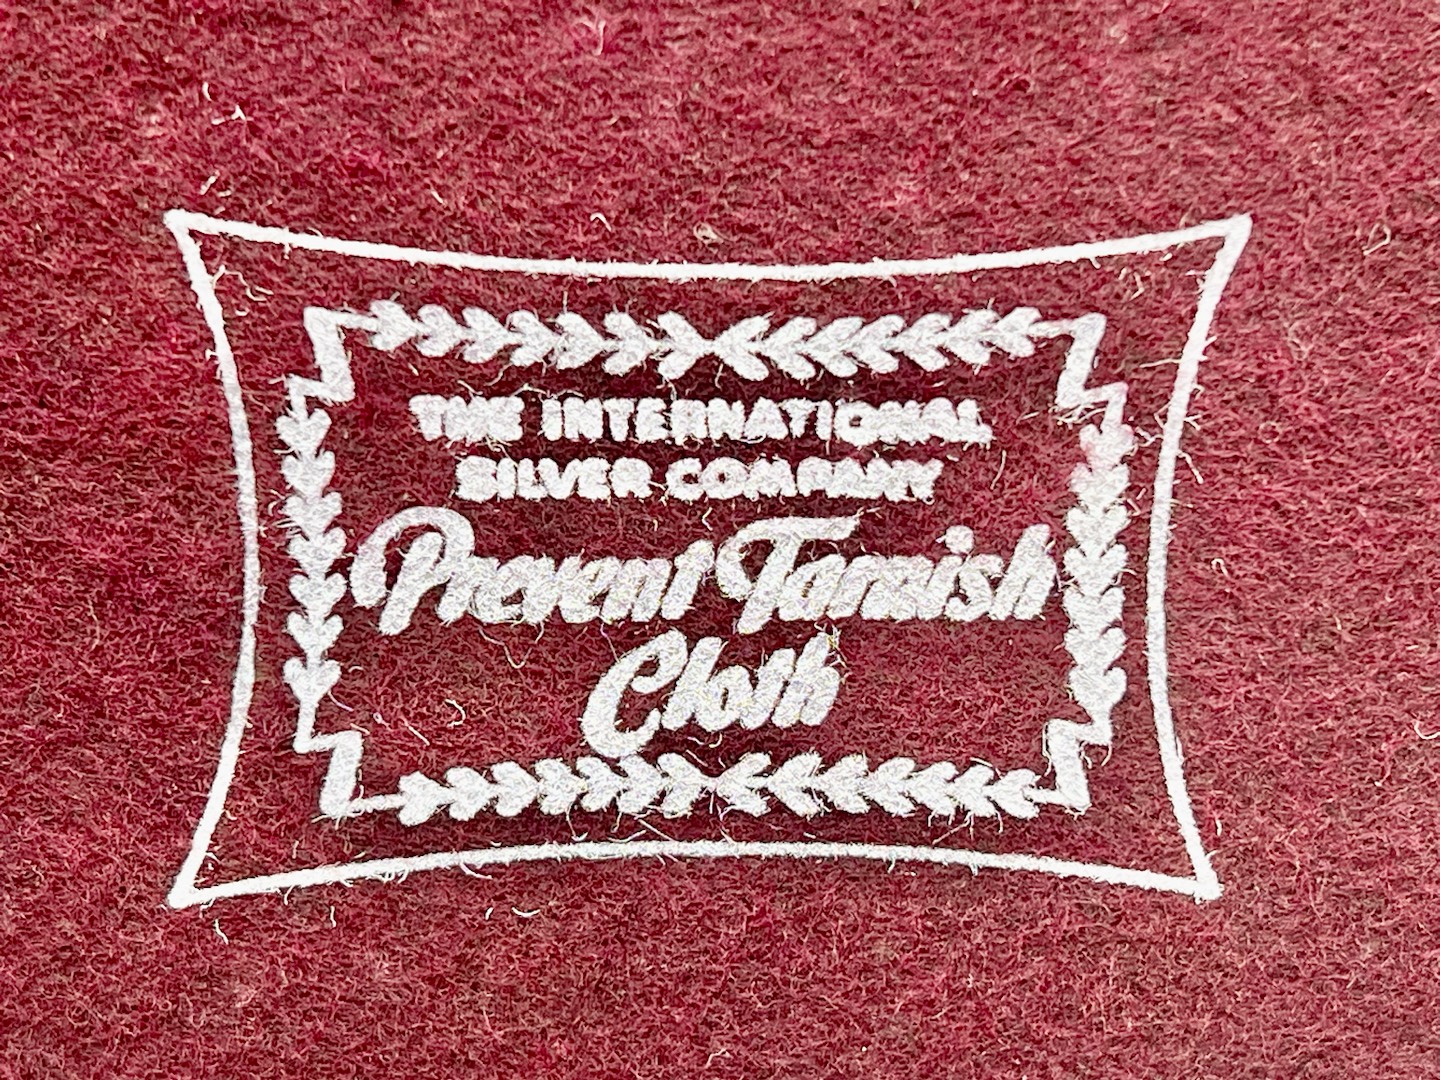 THE INTERNATIONAL
SILVER COMPANY
Prevent Tarnish
Cloth